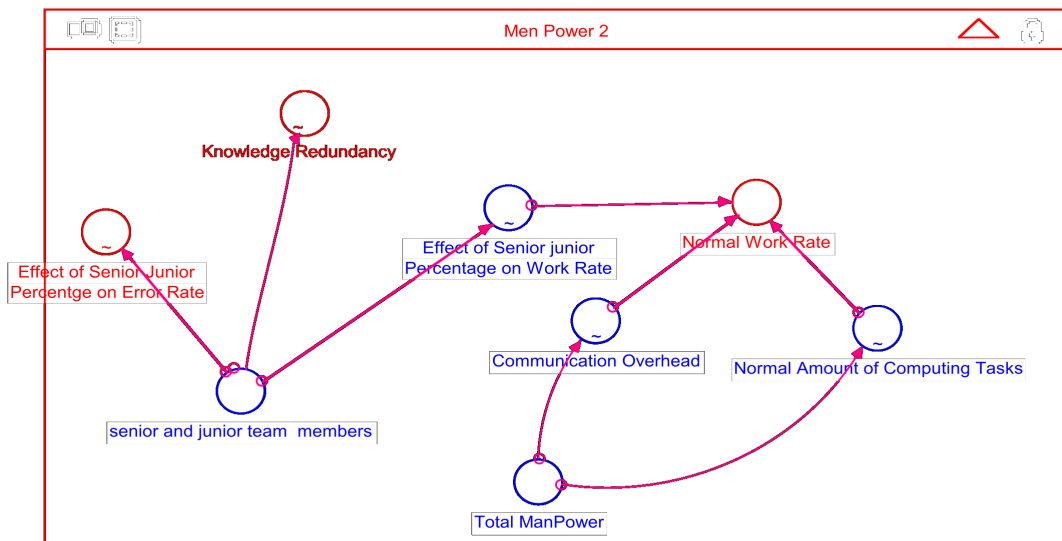 Men Power 2
Knowledge Redundancy
Effect of Senior Junior
Percentge on Error Rate
Effect of Senior junior
Percentage on Work Rate
Normal Work Rate
Communication Overhead
Normal Amount of Computing Tasks
senior and junior team members
Total ManPower